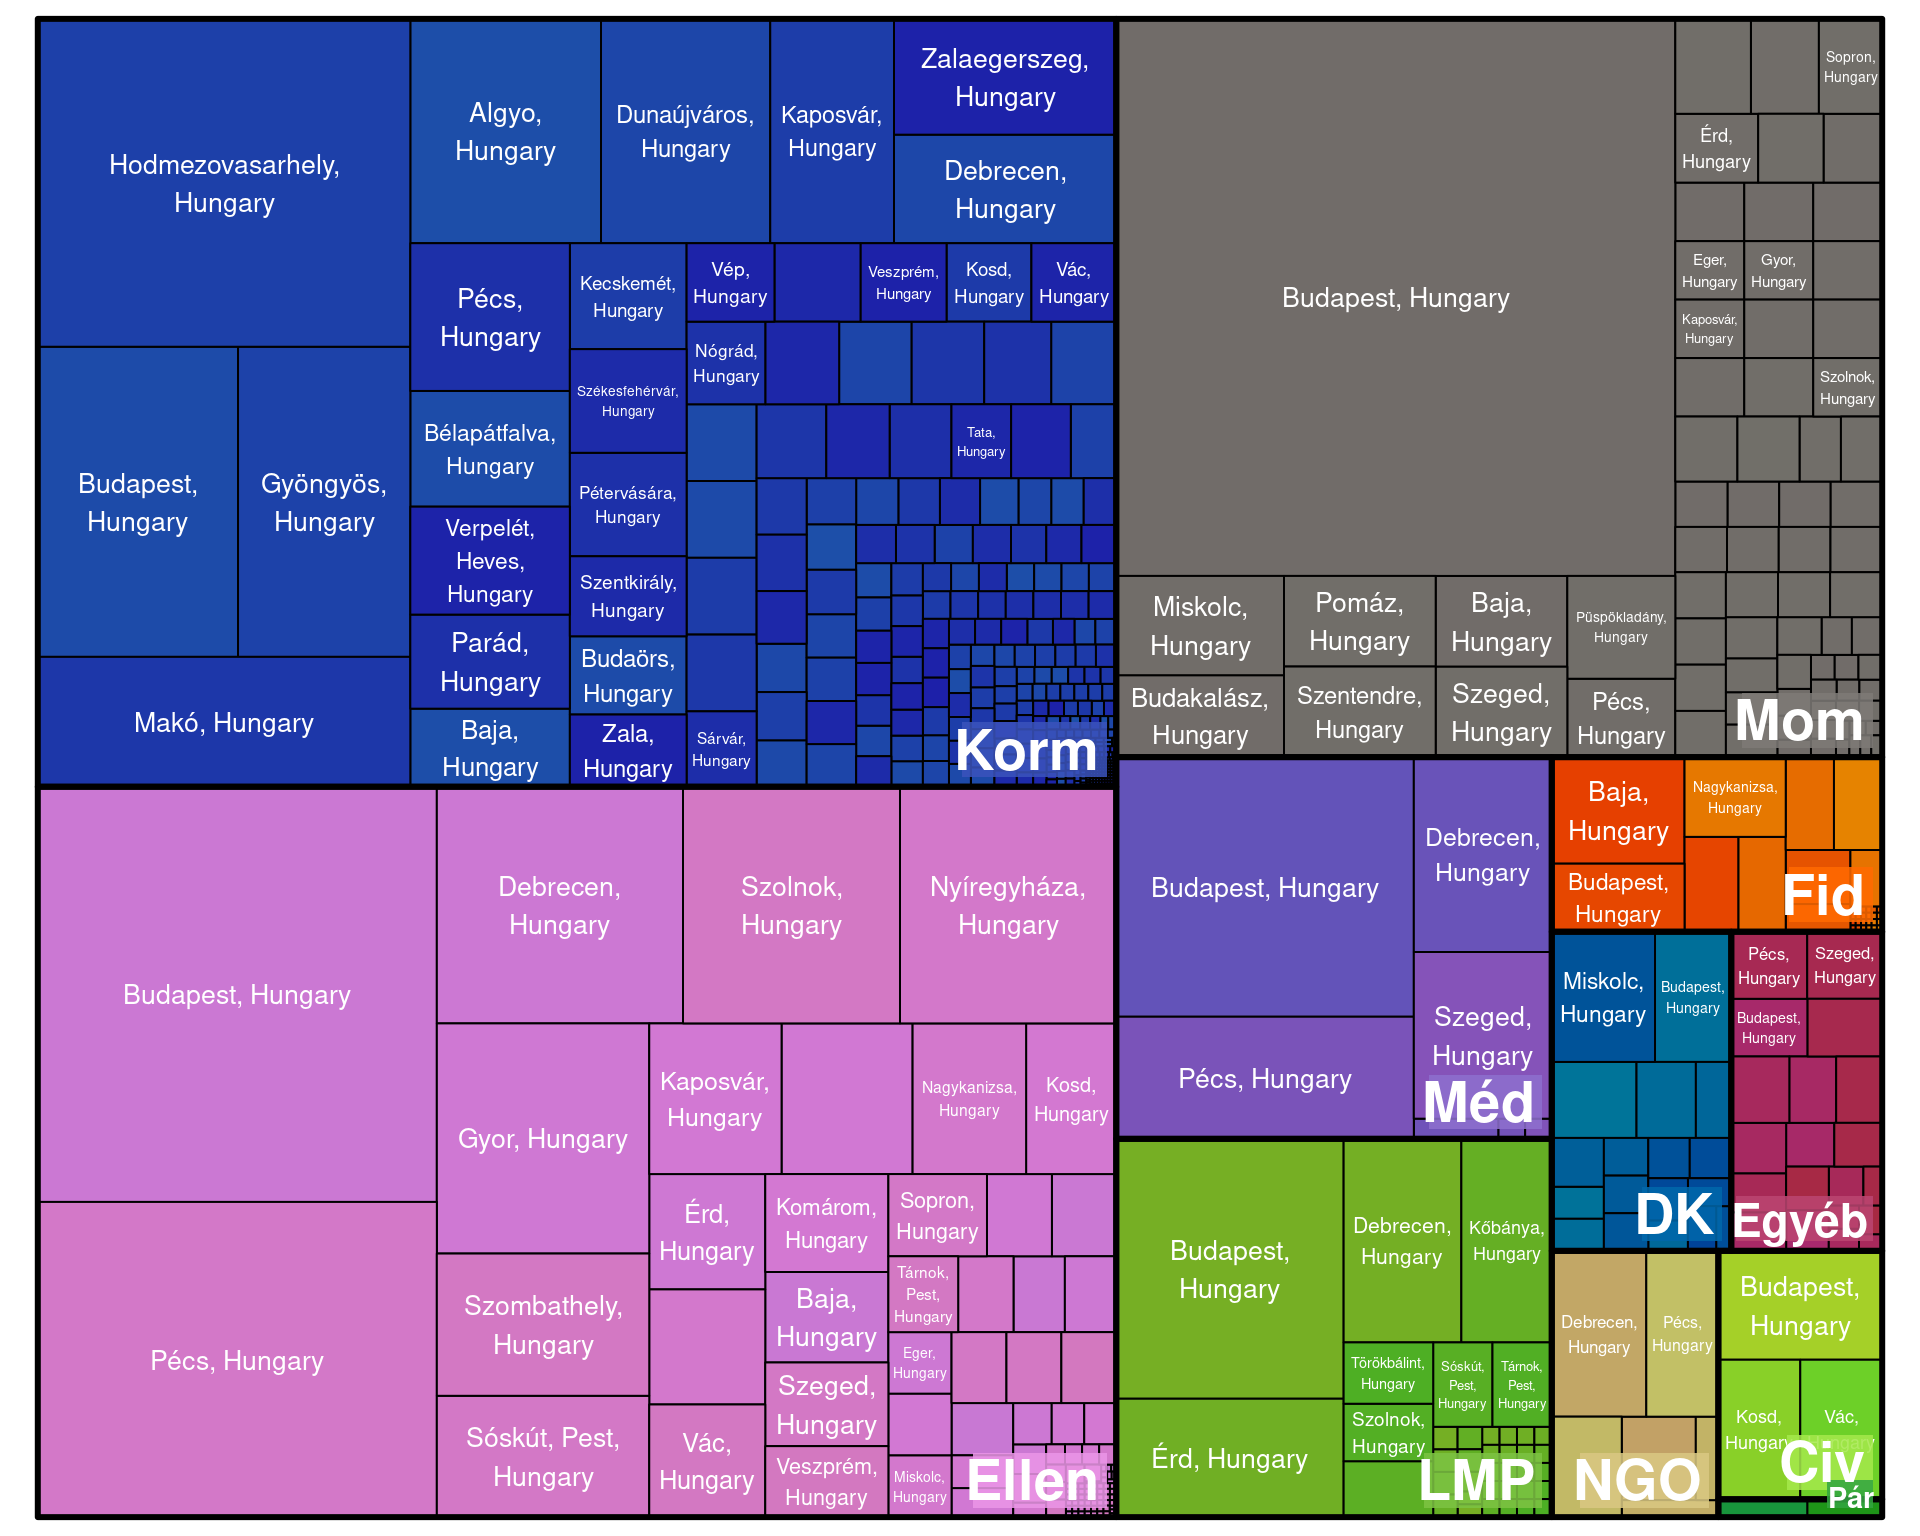 Hodmezovasarhely,
Hungary
Budapest,
Hungary
Gyöngyös,
Hungary
Makó, Hungary
Algyo,
Hungary
Dunaújváros,
Hungary
Kaposvár,
Hungary
Zalaegerszeg,
Hungary
Debrecen,
Hungary
Pécs,
Hungary
Bélapátfalva,
Hungary
Verpelét,
Heves,
Hungary
Parád,
Hungary
Baja,
Hungary
Kecskemét,
Hungary
Székesfehérvár,
Hungary
Pétervására,
Hungary
Szentkirály,
Hungary
Budaörs,
Hungary
Zala,
Hungary
Vép,
Hungary
Veszprém,
Hungary
Kosd,
Hungary
Vác,
Hungary
Nógrád,
Hungary
Tata,
Hungary
Sárvár,
Hungary
Korm
Budapest, Hungary
Miskolc,
Hungary
Budakalász,
Hungary
Pomáz,
Hungary
Szentendre,
Hungary
Baja,
Hungary
Szeged,
Hungary
Püspökladány,
Hungary
Pécs,
Hungary
Sopron,
Hungary
Érd,
Hungary
Eger,
Hungary
Gyor,
Hungary
Kaposvár,
Hungary
Szolnok,
Hungary
Mom
Budapest, Hungary
Pécs, Hungary
Debrecen,
Hungary
Szolnok,
Hungary
Nyíregyháza,
Hungary
Gyor, Hungary
Szombathely,
Hungary
Sóskút, Pest,
Hungary
Kaposvár,
Hungary
Nagykanizsa,
Hungary
Kosd,
Hungary
Érd,
Hungary
Vác,
Hungary
Komárom,
Hungary
Baja,
Hungary
Szeged,
Hungary
Veszprém,
Hungary
Sopron,
Hungary
Tárnok,
Pest,
Hungary
Eger,
Hungary
Miskolc,
Hungary
Ellen
Budapest, Hungary
Pécs, Hungary
Debrecen,
Hungary
Szeged,
Hungary
Méd
Budapest,
Hungary
Érd, Hungary
Debrecen,
Hungary
Kőbánya,
Hungary
Törökbálint,
Hungary
Szolnok,
Hungary
Sóskút,
Pest,
Hungary
Tárnok,
Pest,
Hungary
LMP
Baja,
Hungary
Budapest,
Hungary
Nagykanizsa,
Hungary
Fid
Miskolc,
Hungary
Budapest,
Hungary
DK
Pécs,
Hungary
Szeged,
Hungary
Budapest,
Hungary
Egyéb
Debrecen,
Hungary
Pécs,
Hungary
NGO
Budapest,
Hungary
Kosd,
Hungary
Vác,
Hungary
Civ
Pár